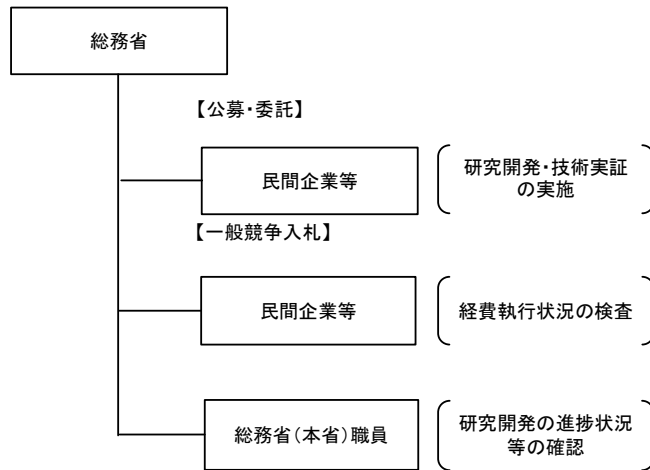 総務省
【公募・委託】
民間企業等
研究開発・技術実証
の実施
【一般競争入札】
民間企業等
経費執行状況の検査
総務省(本省)職員
研究開発の進捗状況
等の確認